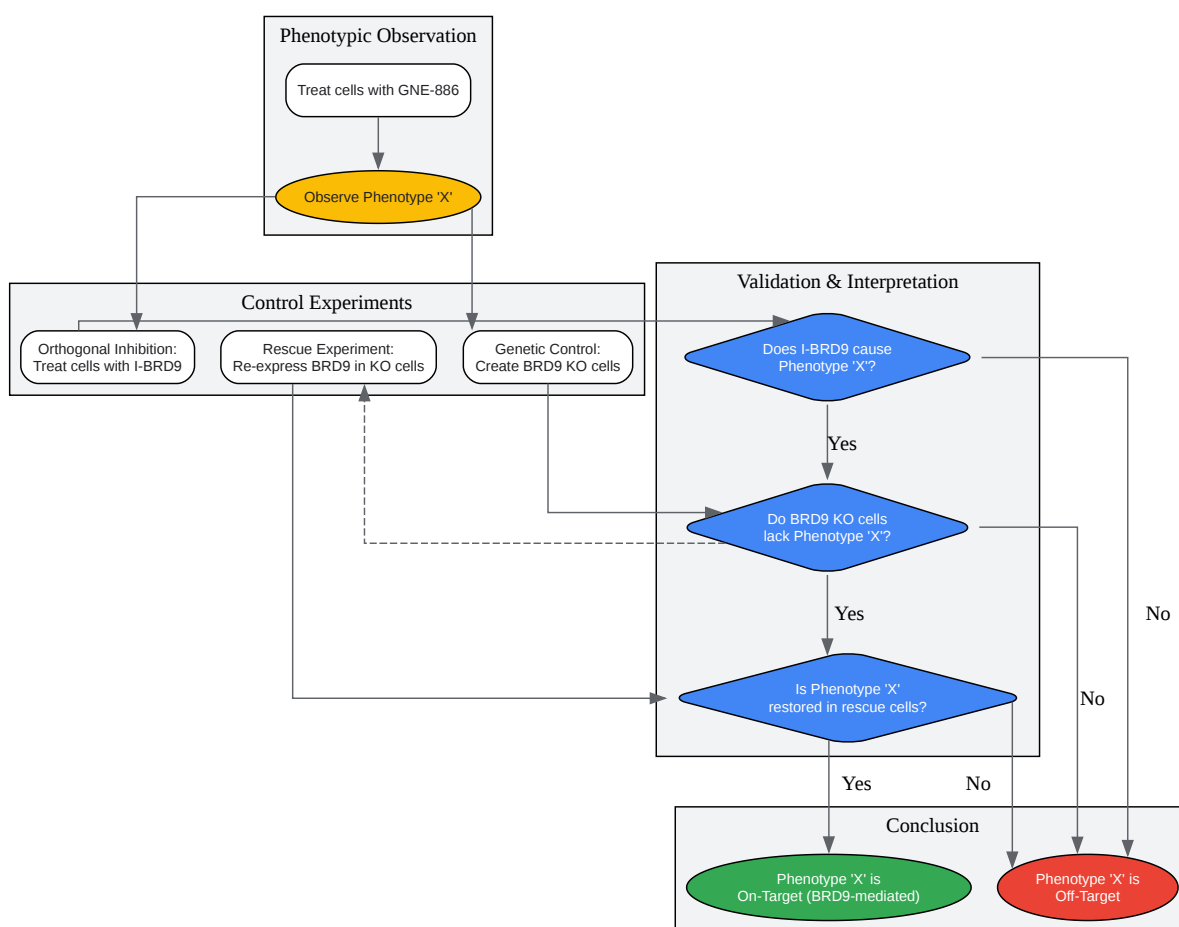 Phenotypic Observation
Treat cells with GNE-886
Observe Phenotype 'X'
Control Experiments
Orthogonal Inhibition:
Treat cells with I-BRD9
Rescue Experiment:
Re-express BRD9 in KO cells
Genetic Control:
Create BRD9 KO cells
Validation & Interpretation
Does I-BRD9 cause
Phenotype 'X'?
Yes
Do BRD9 KO cells
lack Phenotype 'X'?
Yes
No
No
Is Phenotype 'X'
restored in rescue cells?
Yes
No
Conclusion
Phenotype 'X' is
On-Target (BRD9-mediated)
Phenotype 'X' is
Off-Target